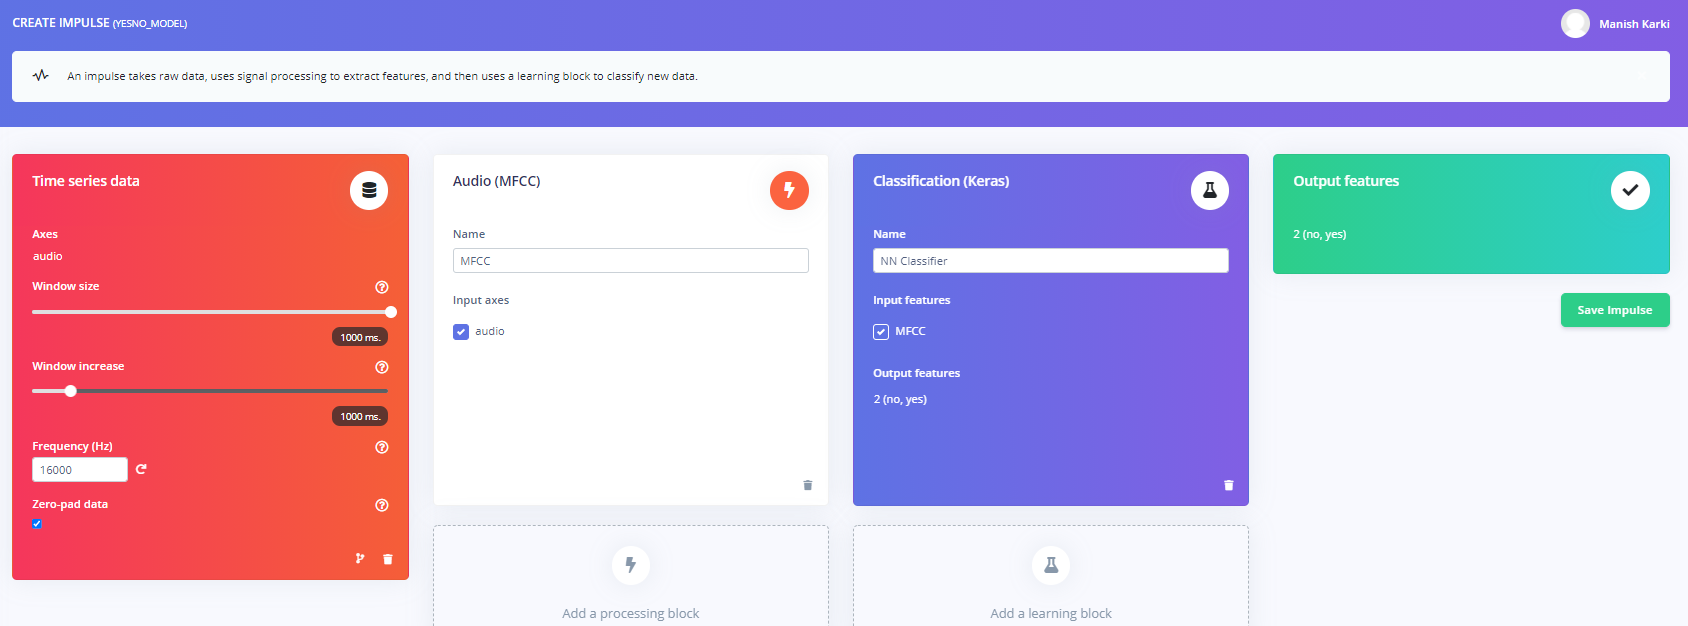 CREATE IMPULSE (YESNO_MODEL)
Manish Karki
An impulse takes raw data, uses signal processing to extract features, and then uses a learning block to classify new data.
Time series data
Axes
audio
Window size
1000 ms.
Window increase
1000 ms.
Frequency (Hz)
16000
Zero-pad data
Audio (MFCC)
Name
MFCC
Input axes
audio
Add a processing block
Classification (Keras)
Name
NN Classifier
Input features
MFCC
Output features
2 (no, yes)
Add a learning block
Output features
2 (no, yes)
Save Impulse